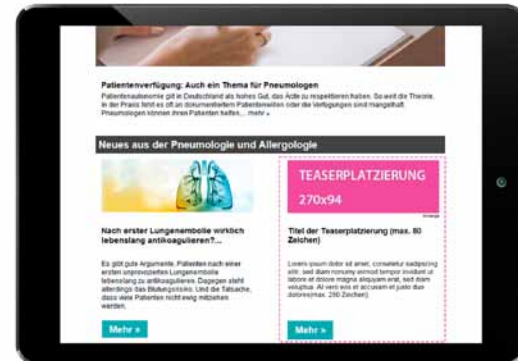 Patientenverfügung: Auch ein Thema für Pneumologen
Patientenautonomie gilt in Deutschland als hohes Gut, das Ärzte zu respektieren haben. So weit die Theorie.
In der Praxis fehlt es oft an dokumentiertem Patientenwillen oder die Verfügungen sind mangelhaft.
Pneumologen können ihren Patienten helfen,... mehr »
Neues aus der Pneumologie und Allergologie
Nach erster Lungenembolie wirklich
lebenslang antikoagulieren?...
Es gibt gute Argumente, Patienten nach einer
ersten unprovozierten Lungenembolie
lebenslang zu antikoagulieren. Dagegen steht
allerdings das Blutungsrisiko. Und die Tatsache,
dass viele Patienten nicht ewig mitziehen
werden.
Mehr »
TEASERPLATZIERUNG
270x94
Anzeige
Titel der Teaserplatzierung (max. 80
Zeichen)
Lorem ipsum dolor sit amet, consetetur sadipscing
elitr, sed diam nonumy eirmod tempor invidunt ut
labore et dolore magna aliquyam erat, sed diam
voluptua. At vero eos et accusam et justo duo
dolores(max. 250 Zeichen).
Mehr »